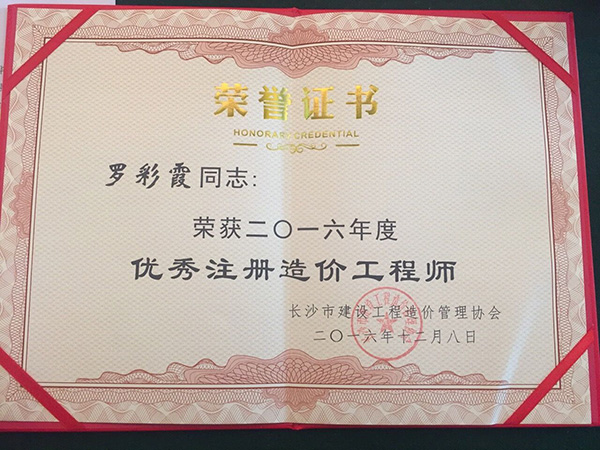 荣誉证书
HONORARY CREDENTIAL
罗彩霞同志:
荣获二〇一六年度
优秀注册造价工程师
长沙市建设工程造价管理协会
二〇一六年十二月八日